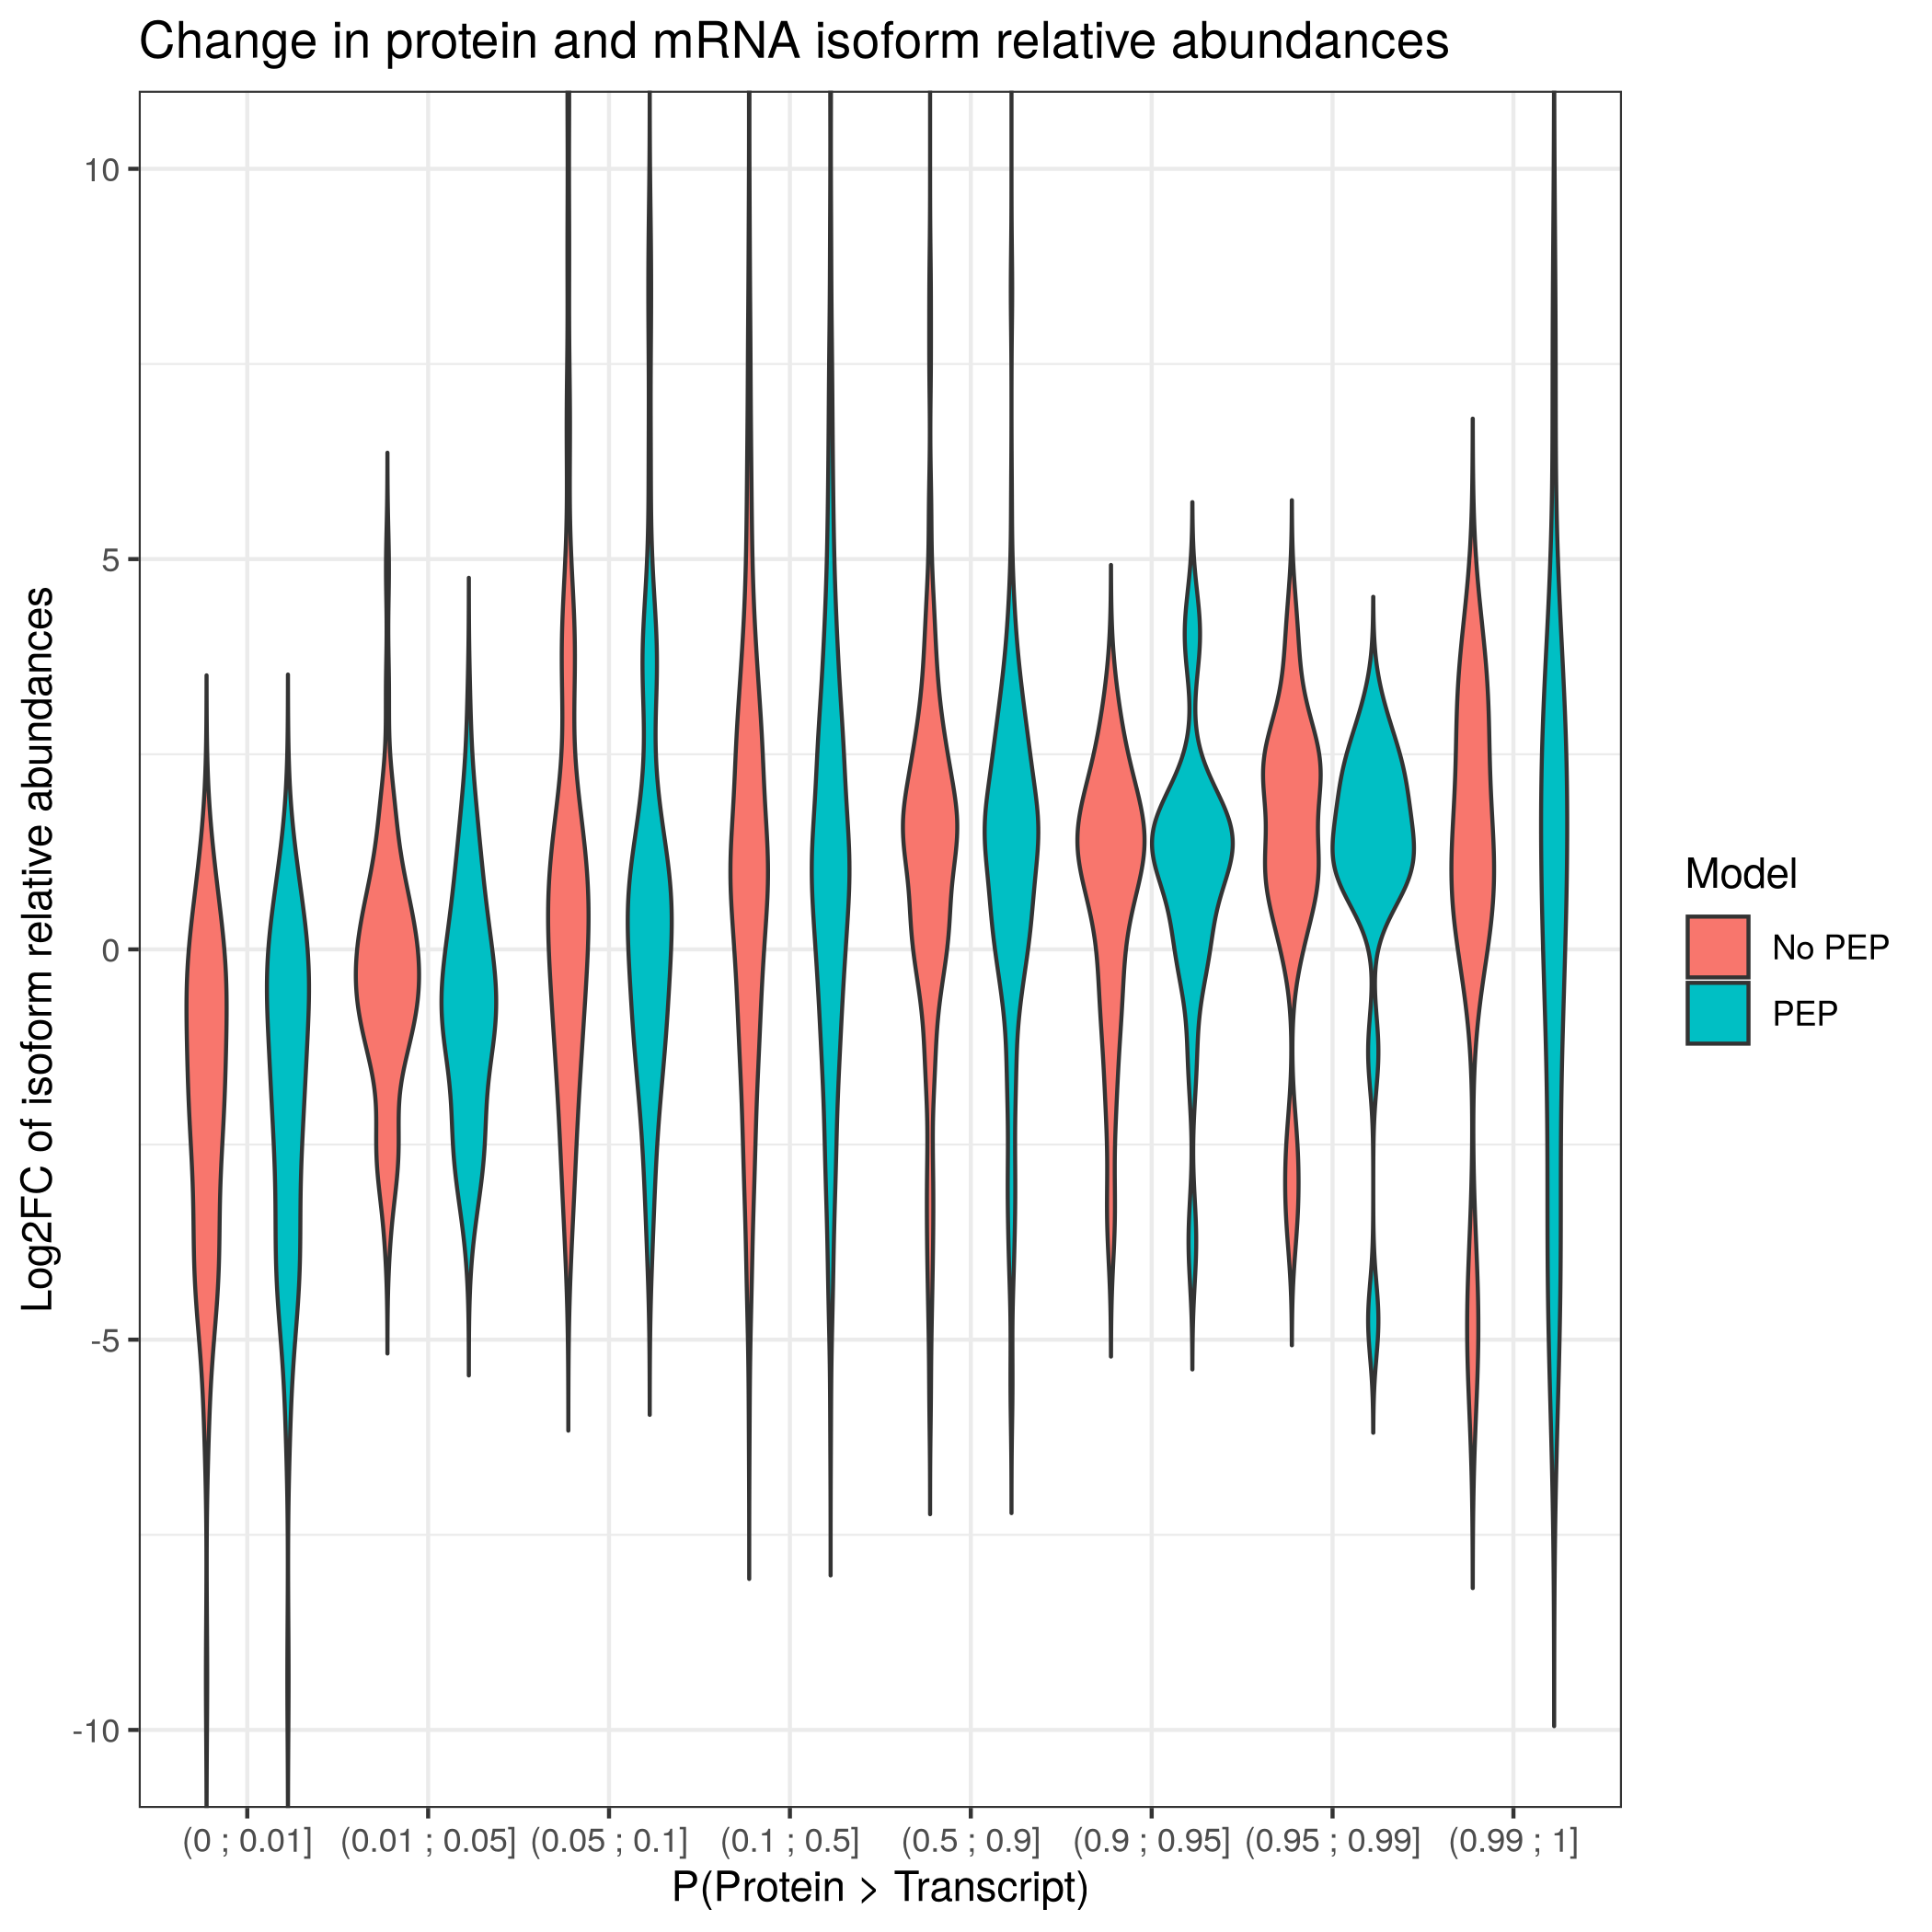 Change in protein and mRNA isoform relative abundances
Log2FC of isoform relative abundances
10
5
0
-5
-10
(0 ; 0.01] (0.01 ; 0.05] (0.05 ; 0.1] (0.1 ; 0.5] (0.5 ; 0.9] (0.9 ; 0.95] (0.95 ; 0.99] (0.99 ; 1]
P(Protein > Transcript)
Model
No PEP
PEP